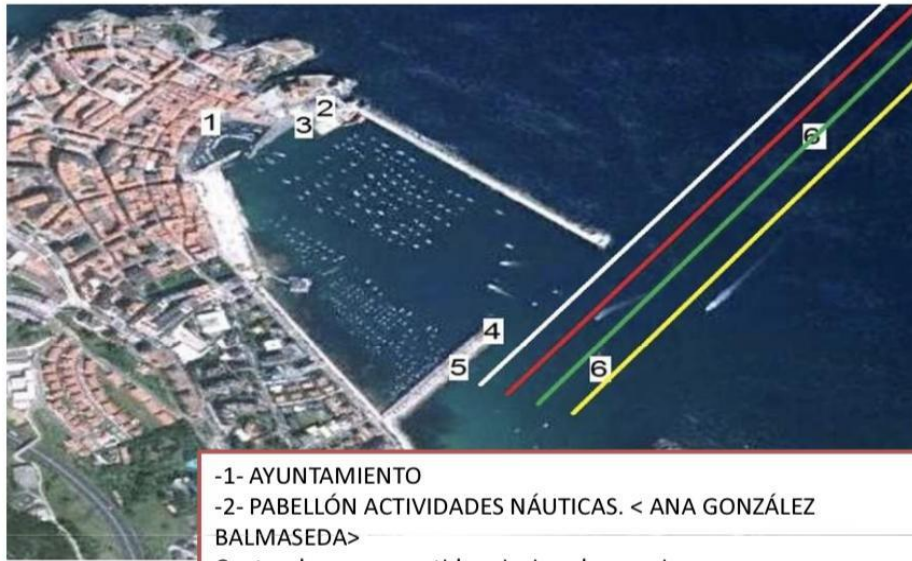 1
2
3
6
4
5
6
-1- AYUNTAMIENTO
-2- PABELLÓN ACTIVIDADES NÁUTICAS. < ANA GONZÁLEZ
BALMASEDA>